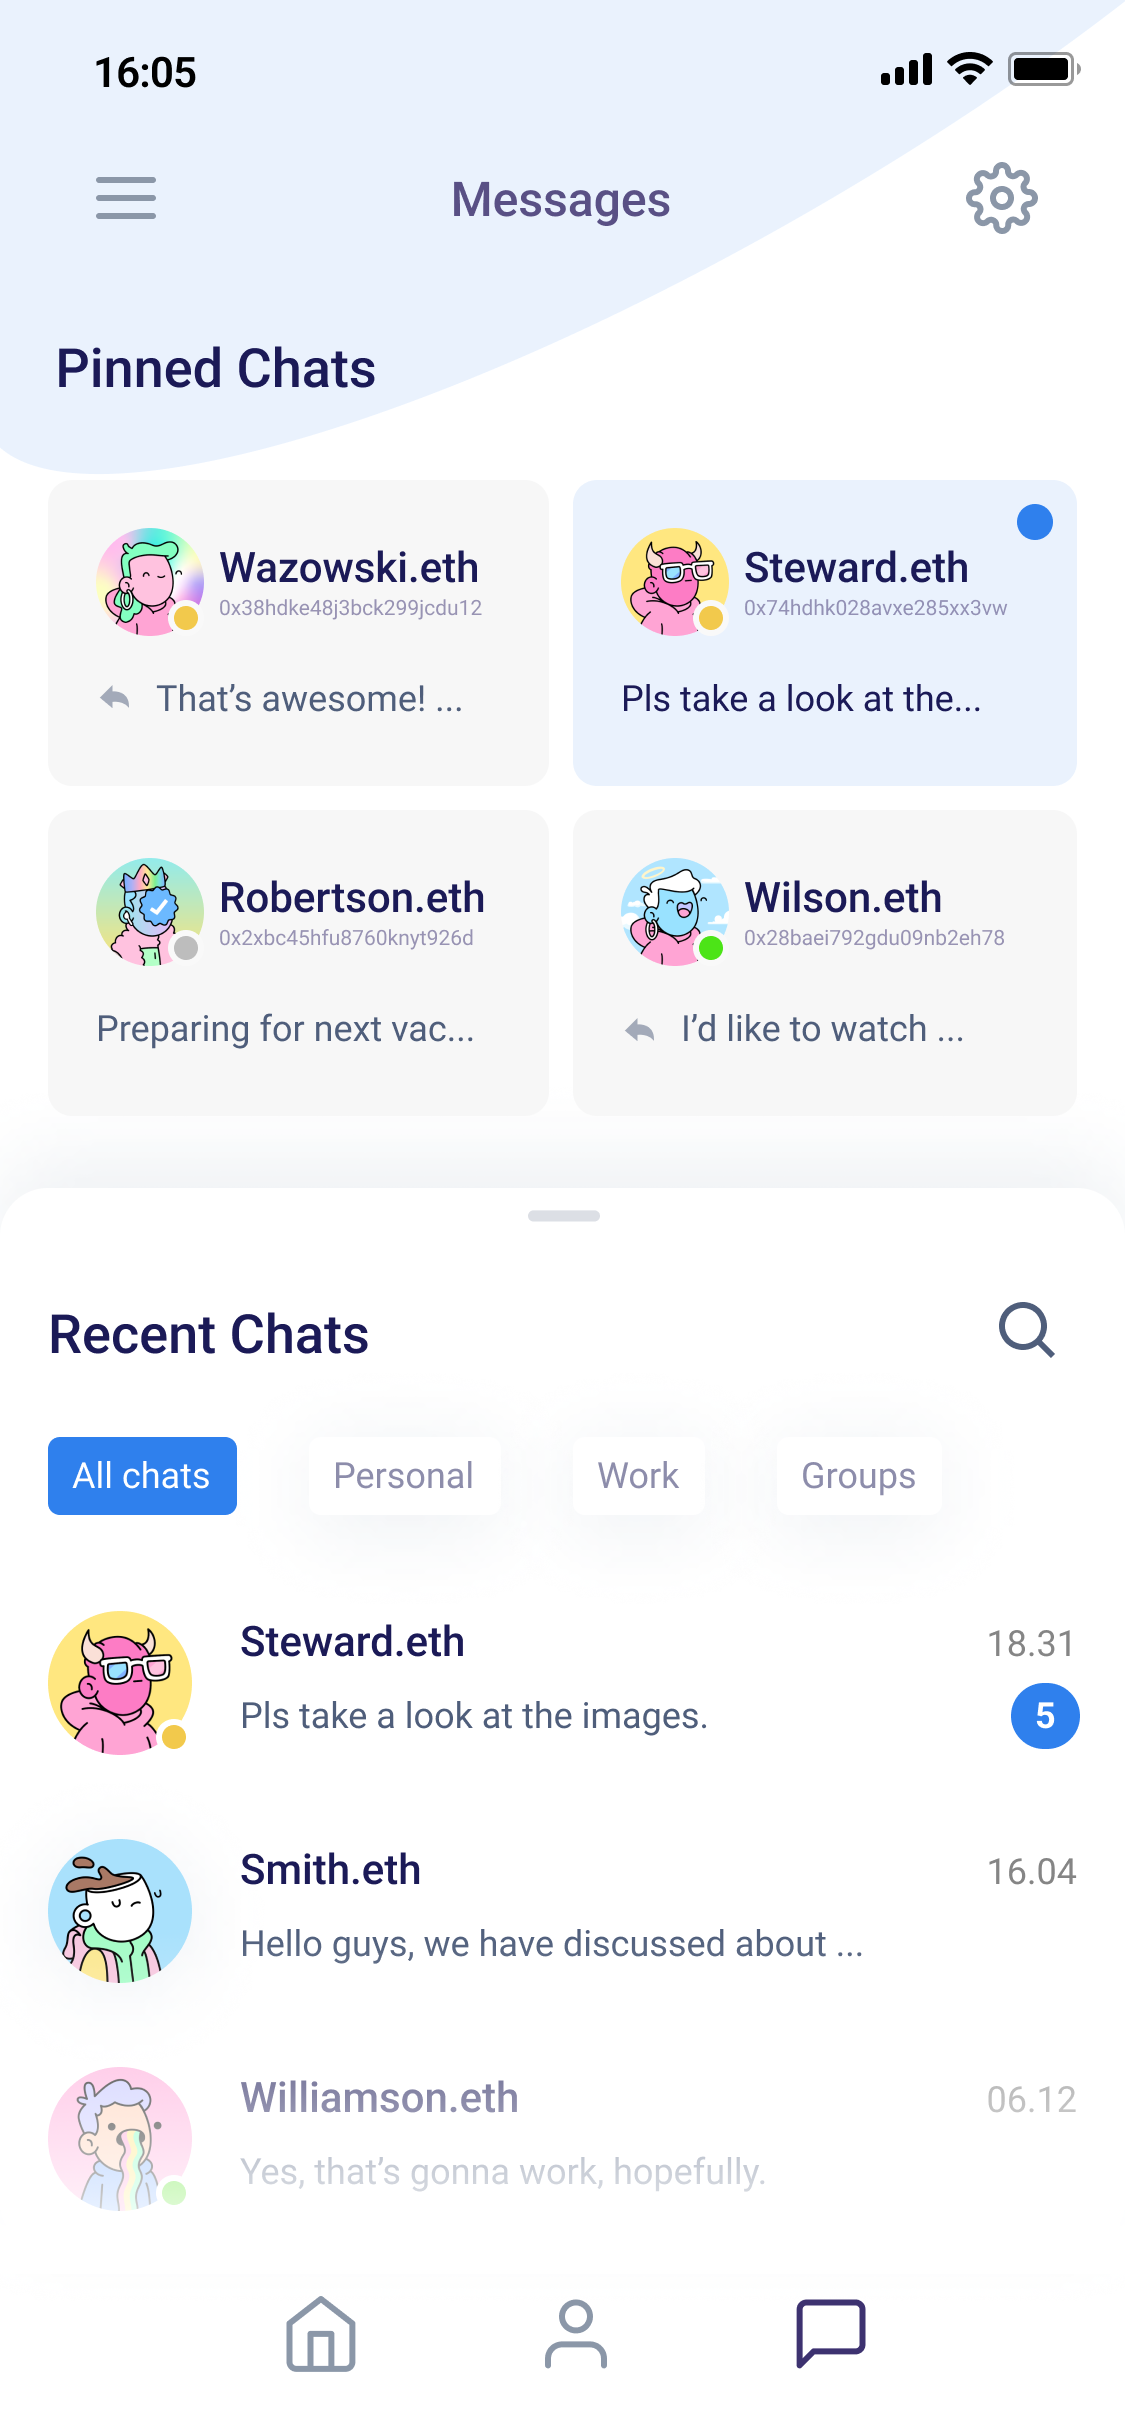 16:05
Messages
Pinned Chats
Wazowski.eth
0x38hdke48j3bck299jcdu12
That’s awesome! ...
Steward.eth
0x74hdhk028avxe285xx3vw
Pls take a look at the...
Robertson.eth
0x2xbc45hfu8760knyt926d
Preparing for next vac...
Wilson.eth
0x28baei792gdu09nb2eh78
I’d like to watch ...
Recent Chats
All chats
Personal
Work
Groups
Steward.eth
18.31
Pls take a look at the images.
5
Smith.eth
16.04
Hello guys, we have discussed about ...
Williamson.eth
06.12
Yes, that’s gonna work, hopefully.